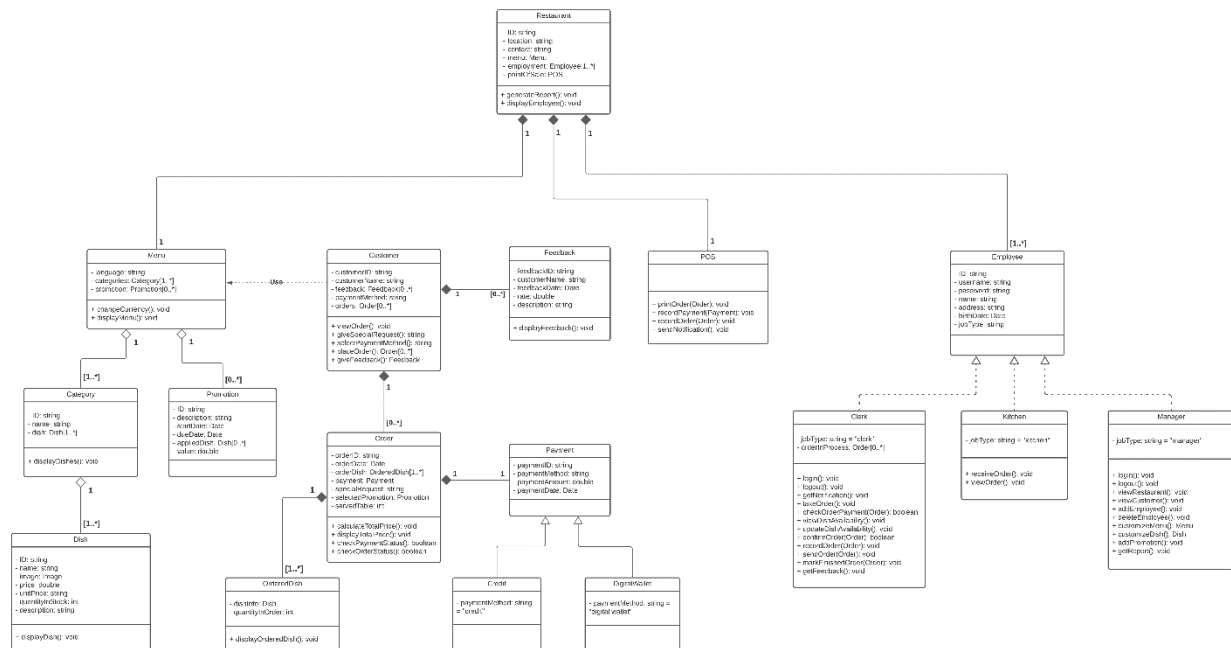 Restaurant
ID: string
- location: string
- contact: string
- menu: Menu
- employment: Employee[1..*]
- pointOfSale: POS
+ generateReport(): void
+ displayEmployee(): void
1
1
1
1
1
[1..*]
Menu
- language: string
- categories: Category[1..*]
- promotion: Promotion[0..*]
+ changeCurrency(): void
+ displayMenu(): void
Use
Customer
- customerID: string
- customerName: string
- feedback: Feedback[0..*]
- paymentMethod: string
- orders: Order[0..*]
+ viewOrder(): void
+ giveSpecialRequest(): string
+ selectPaymentMethod(): string
+ placeOrder(): Order[0..*]
+ giveFeedback(): Feedback
1
[0..*]
Feedback
- feedbackID: string
- customerName: string
- feedbackDate: Date
- rate: double
- description: string
+ displayFeedback(): void
POS
+ printOrder(Order): void
+ recordPayment(Payment): void
+ recordOrder(Order): void
+ sendNotification(): void
Employee
ID: string
- username: string
- password: string
- name: string
- address: string
- birthDate: Date
- jobType: string
1
1
[1..*]
[0..*]
1
[0..*]
Category
ID: string
- name: string
- dish: Dish[1..*]
+ displayDishes(): void
Promotion
- ID: string
- description: string
- startDate: Date
- dueDate: Date
- appliedDish: Dish[0..*]
value: double
Order
- orderID: string
- orderDate: Date
- orderDish: OrderedDish[1..*]
- payment: Payment
- specialRequest: string
- selectedPromotion: Promotion
- servedTable: int
+ calculateTotalPrice(): void
+ displayTotalPrice(): void
+ checkPaymentStatus(): boolean
+ checkOrderStatus(): boolean
1
1
Payment
- paymentID: string
- paymentMethod: string
- paymentAmount: double
- paymentDate: Date
Clerk
jobType: string = "clerk"
- orderInProcess: Order[0..*]
+ login(): void
+ logout(): void
+ getNotification(): void
+ takeOrder(): void
+ checkOrderPayment(Order): boolean
+ viewDishAvailability(): void
+ updateDishAvailability(): void
+ confirmOrder(Order): boolean
+ recordOrder(Order): void
+ sendOrder(Order): void
+ markFinishedOrder(Order): void
+ getFeedback(): void
Kitchen
- jobType: string = "kitchen"
+ receiveOrder(): void
+ viewOrder(): void
Manager
- jobType: string = "manager"
+ login(): void
+ logout(): void
+ viewRestaurant(): void
+ viewCustomer(): void
+ addEmployee(): void
+ deleteEmployee(): void
+ customizeMenu(): Menu
+ customizeDish(): Dish
+ addPromotion(): void
+ getReport(): void
1
[1..*]
1
[1..*]
Dish
- ID: string
- name: string
- image: Image
- price: double
- unitPrice: string
quantityInStock: int
- description: string
+ displayDish(): void
OrderedDish
- dishInfo: Dish
quantityInOrder: int
+ displayOrderedDish(): void
Credit
- paymentMethod: string
= "credit"
DigitalWallet
- paymentMethod: string =
"digital wallet"